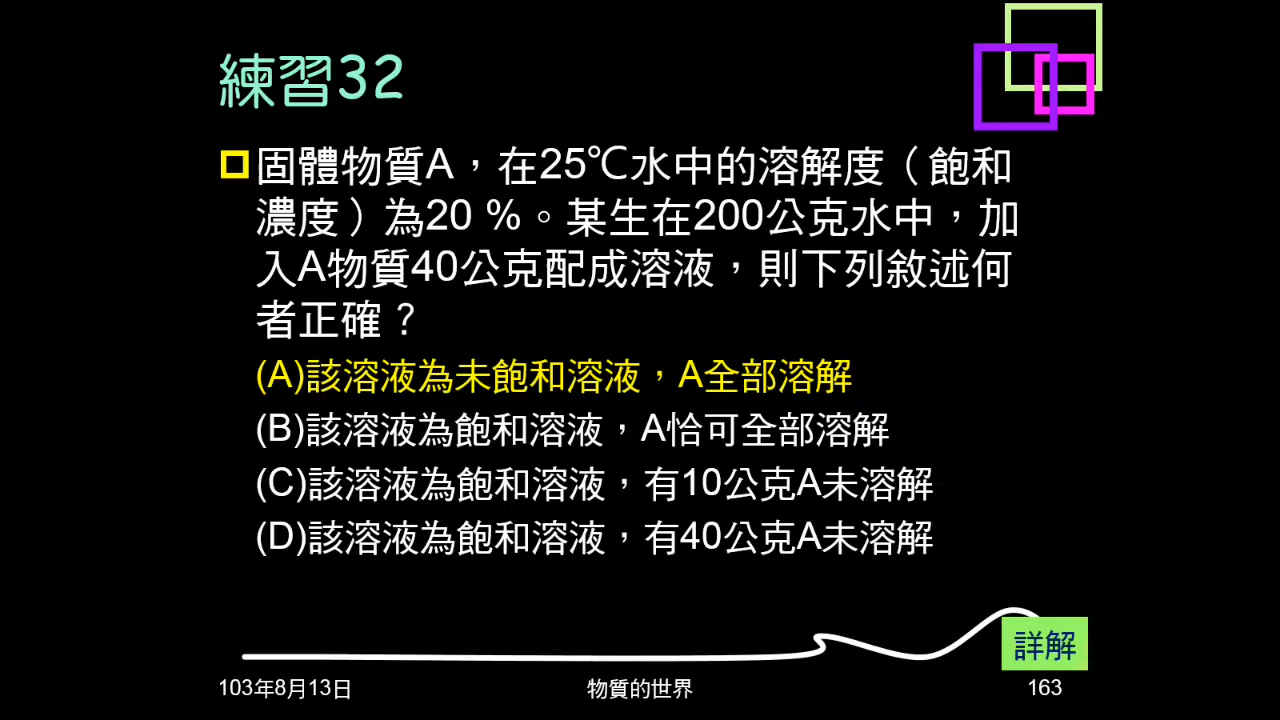 練習32
固體物質A，在25℃水中的溶解度（飽和
濃度）為20 %。某生在200公克水中，加
入A物質40公克配成溶液，則下列敘述何
者正確？
(A)該溶液為未飽和溶液，A全部溶解
(B)該溶液為飽和溶液，A恰可全部溶解
(C)該溶液為飽和溶液，有10公克A未溶解
(D)該溶液為飽和溶液，有40公克A未溶解
詳解
103年8月13日
物質的世界
163